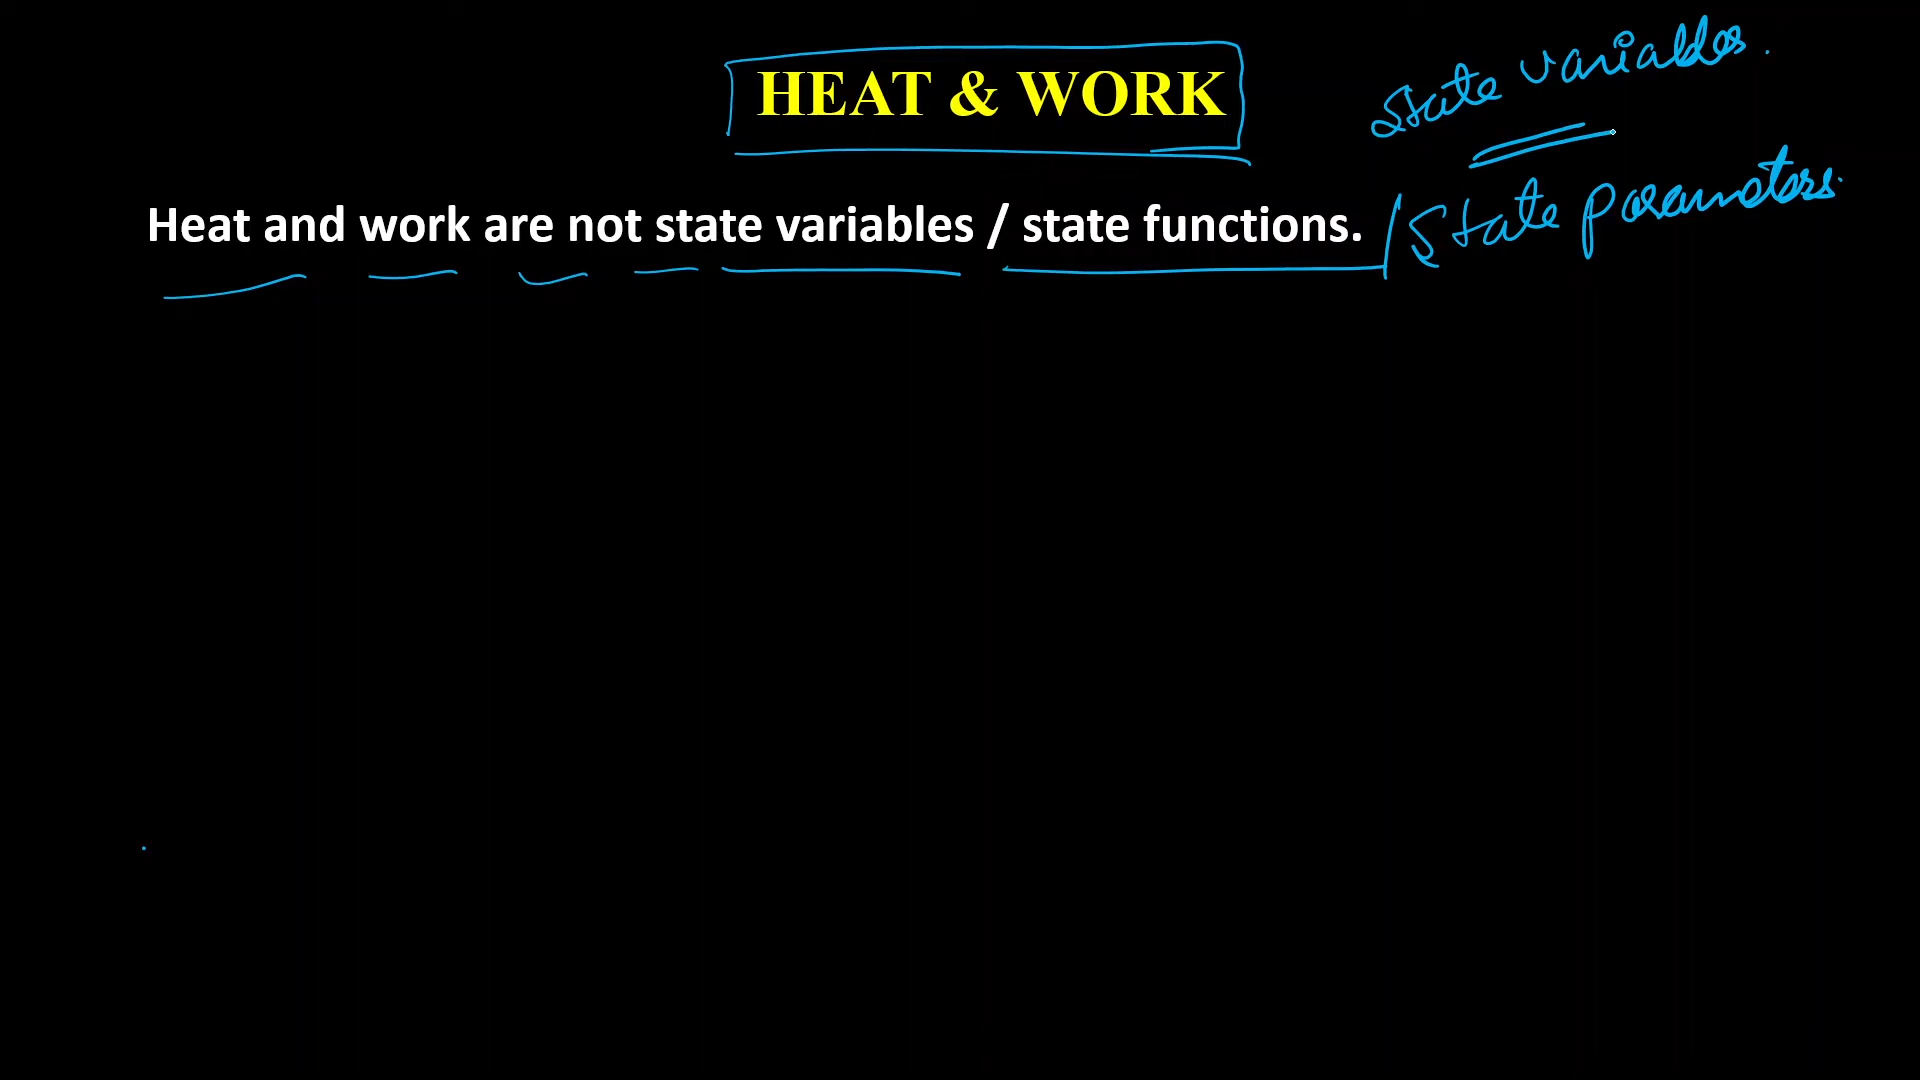 HEAT & WORK
State variables.
Heat and work are not state variables / state functions. / State parameters.